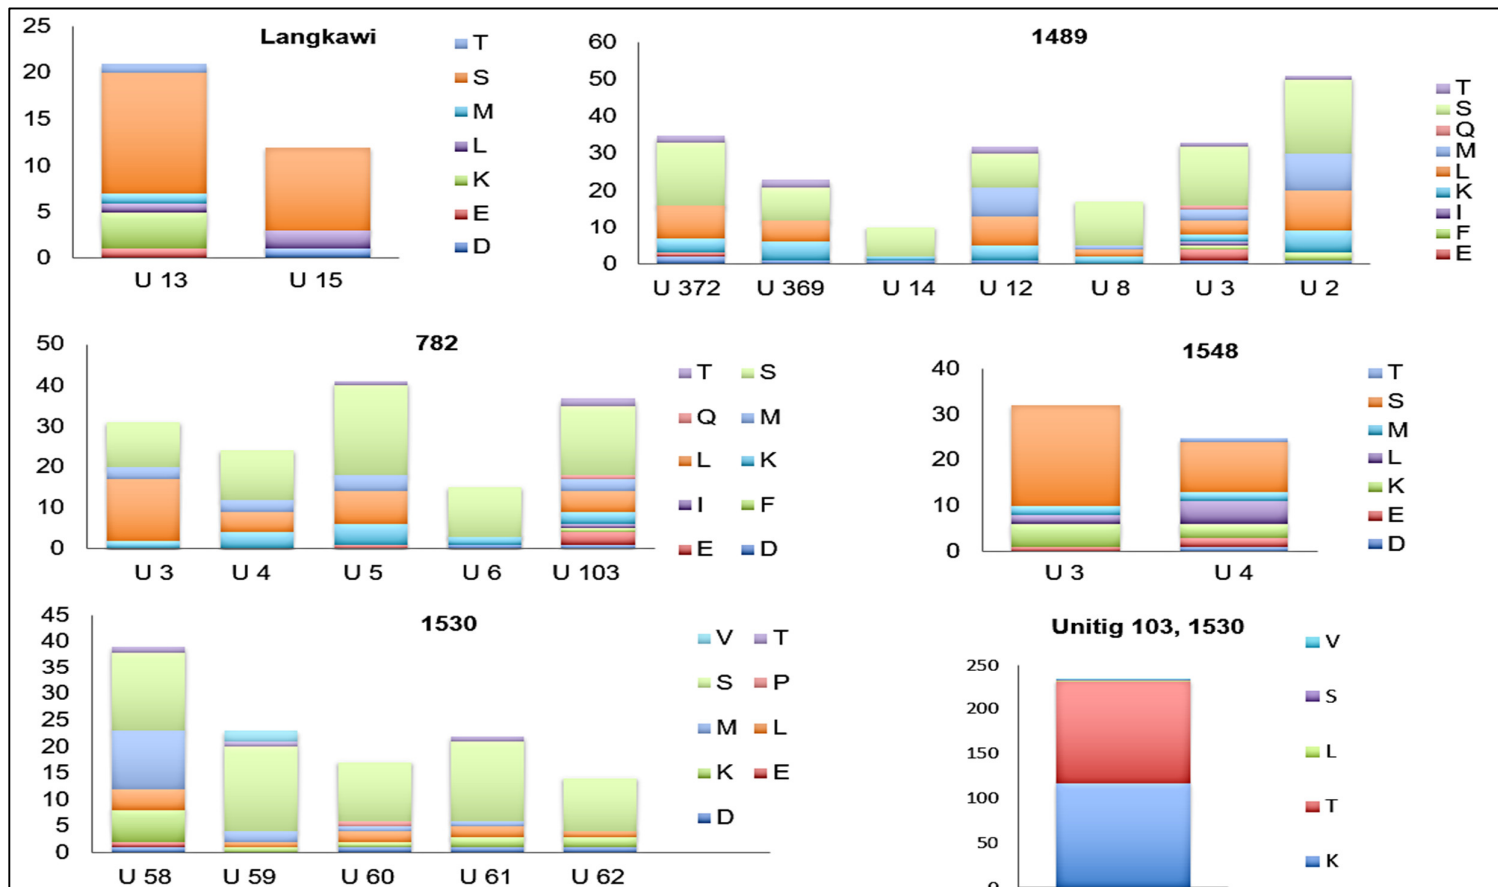 Langkawi
25
20
15
10
5
0
U 13 U 15
T
S
M
L
K
E
D
1489
60
50
40
30
20
10
0
U 372 U 369 U 14 U 12 U 8 U 3 U 2
T
S
Q
M
L
K
I
F
E
782
50
40
30
20
10
0
U 3 U 4 U 5 U 6 U 103
T S
Q M
L K
I F
E D
1548
40
30
20
10
0
U 3 U 4
T
S
M
L
K
E
D
1530
45
40
35
30
25
20
15
10
5
0
U 58 U 59 U 60 U 61 U 62
V T
S P
M L
K E
D
Unitig 103, 1530
250
200
150
100
50
0
V
S
L
T
K